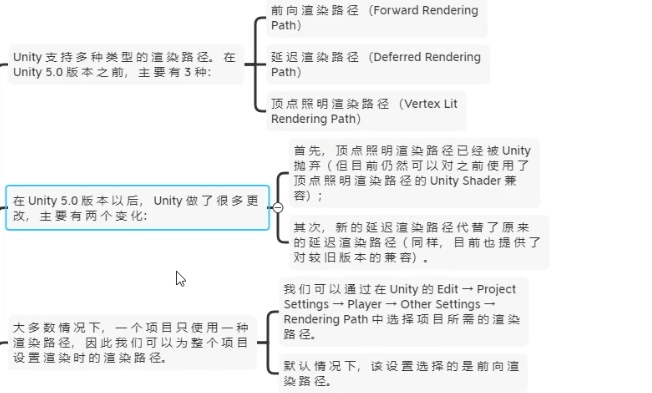 Unity 支持多种类型的渲染路径。在
Unity 5.0 版本之前，主要有 3 种：
前向渲染路径（Forward Rendering
Path）
延迟渲染路径（Deferred Rendering
Path）
顶点照明渲染路径（Vertex Lit
Rendering Path）
在 Unity 5.0 版本以后，Unity 做了很多更
改，主要有两个变化：
首先，顶点照明渲染路径已经被 Unity
抛弃（但目前仍然可以对之前使用了
顶点照明渲染路径的 Unity Shader 兼
容）；
其次，新的延迟渲染路径代替了原来
的延迟渲染路径（同样，目前也提供了
对较旧版本的兼容）。
大多数情况下，一个项目只使用一种
渲染路径，因此我们可以为整个项目
设置渲染时的渲染路径。
我们可以通过在 Unity 的 Edit → Project
Settings → Player → Other Settings →
Rendering Path 中选择项目所需的渲染
路径。
默认情况下，该设置选择的是前向渲
染路径。